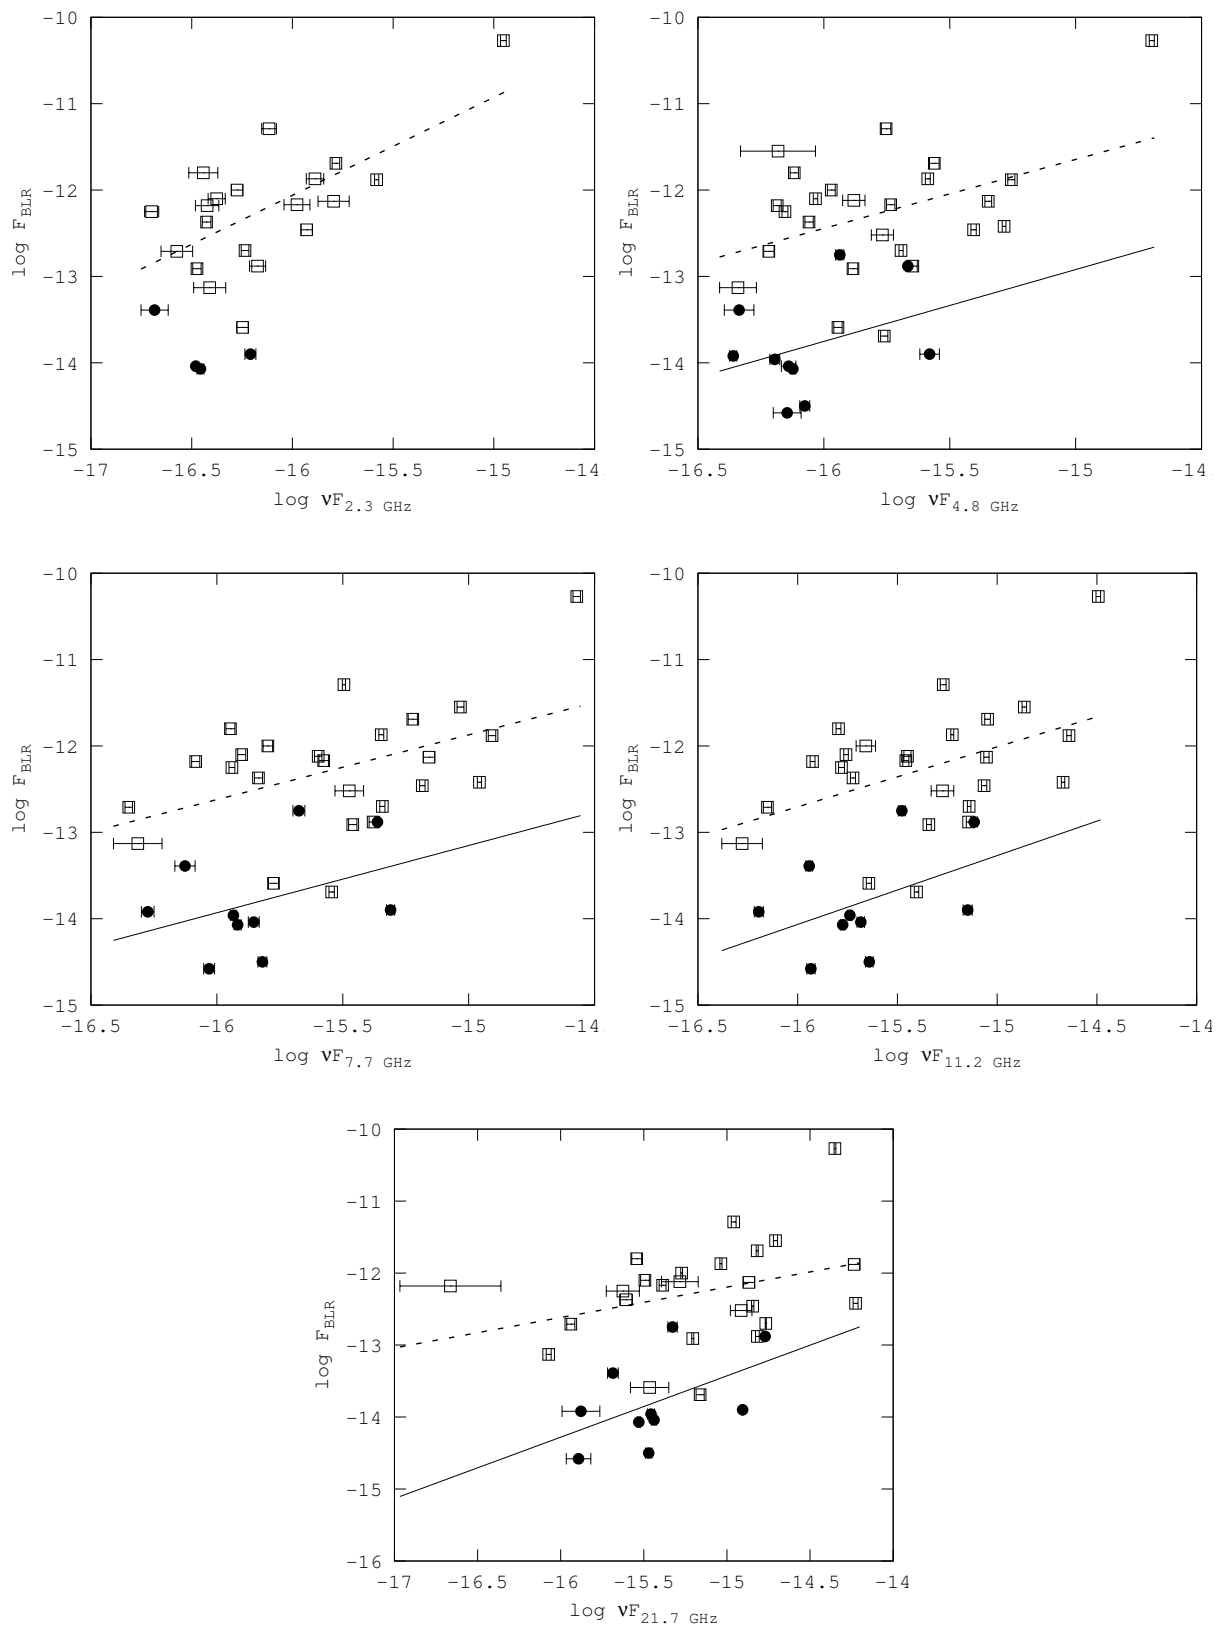 -10
-11
-12
-13
-14
-15
log F_BLR
-17 -16.5 -16 -15.5 -15 -14
log νF_2.3 GHz
-10
-11
-12
-13
-14
-15
log F_BLR
-16.5 -16 -15.5 -15 -14
log νF_4.8 GHz
-10
-11
-12
-13
-14
-15
log F_BLR
-16.5 -16 -15.5 -15 -14
log νF_7.7 GHz
-10
-11
-12
-13
-14
-15
log F_BLR
-16.5 -16 -15.5 -15 -14.5 -14
log νF_11.2 GHz
-10
-11
-12
-13
-14
-15
-16
log F_BLR
-17 -16.5 -16 -15.5 -15 -14.5 -14
log νF_21.7 GHz